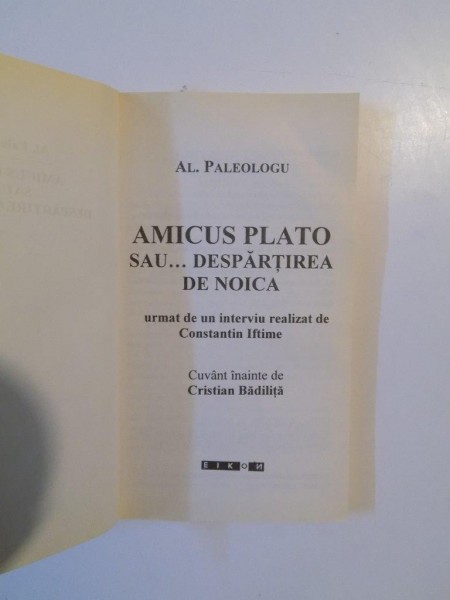 AL. PALEOLOGU
AMICUS PLATO
SAU... DESPĂRȚIREA
DE NOICA
urmat de un interviu realizat de
Constantin Iftime
Cuvânt înainte de
Cristian Bădiliță
EIKON